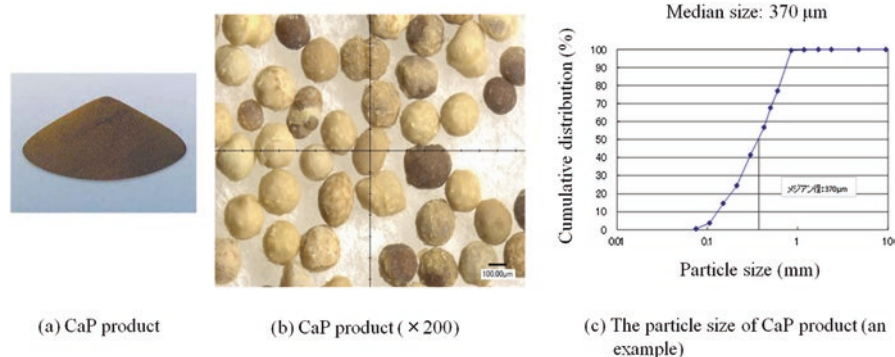 Median size: 370 μm
Cumulative distribution (%)
100
90
80
70
60
50
40
30
20
10
0
メジアン径:370μm
001
0.1
1
10
Particle size (mm)
100.00μm
(a) CaP product
(b) CaP product (×200)
(c) The particle size of CaP product (an
example)